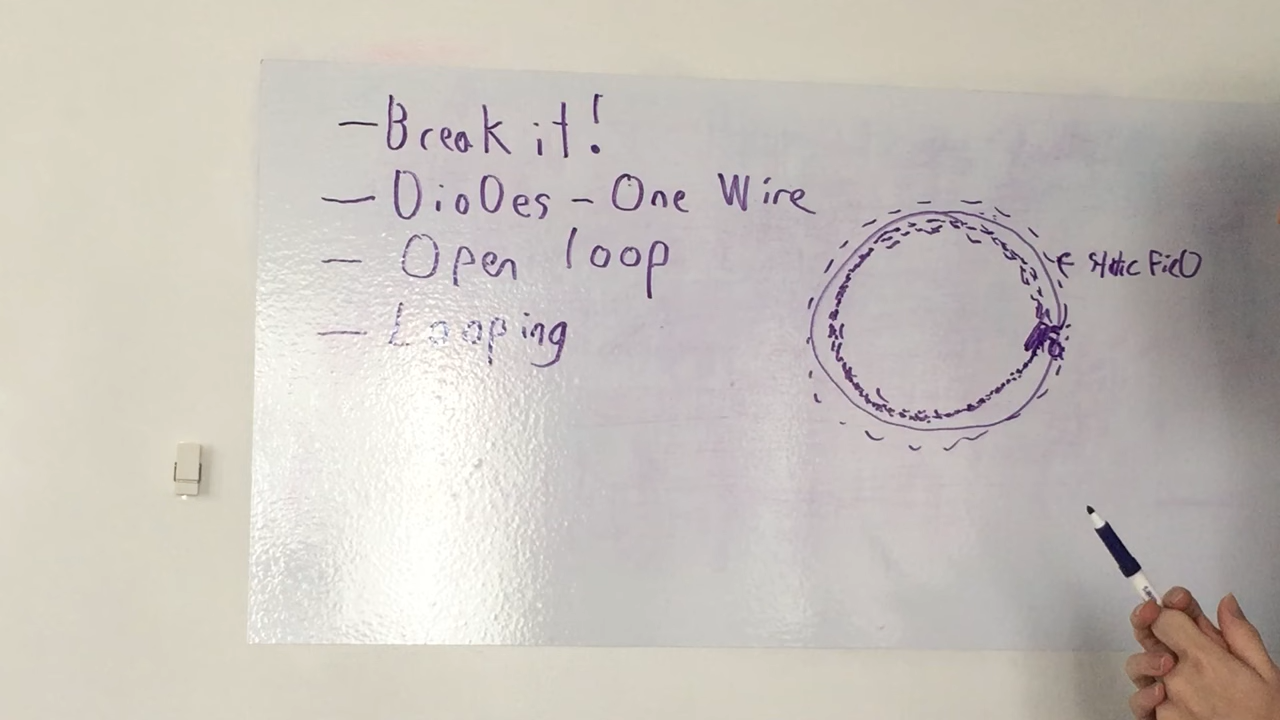 - Break it!
- DioDes - One Wire
- Open loop
- Looping
← Static FielD